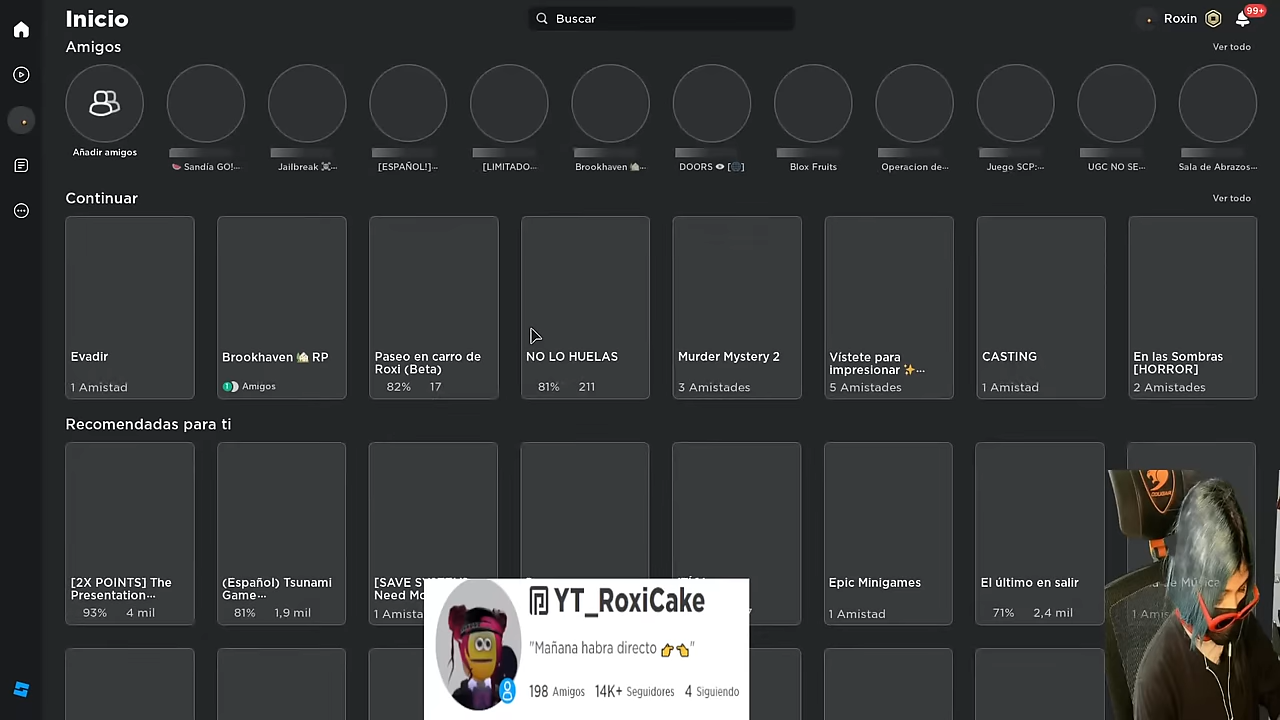 Inicio
Buscar
Roxin
99+
Amigos
Ver todo
Añadir amigos
🍉 Sandía GO!...
Jailbreak ☠️...
[ESPAÑOL!]...
[LIMITADO...
Brookhaven 🏡...
DOORS 👁️ [🌐]
Blox Fruits
Operacion de...
Juego SCP:...
UGC NO SE...
Sala de Abrazos...
Continuar
Ver todo
Evadir
1 Amistad
Brookhaven 🏡 RP
Amigos
Paseo en carro de
Roxi (Beta)
82% 17
NO LO HUELAS
81% 211
Murder Mystery 2
3 Amistades
Vístete para
impresionar ✨...
5 Amistades
CASTING
1 Amistad
En las Sombras
[HORROR]
2 Amistades
Recomendadas para ti
[2X POINTS] The
Presentation...
93% 4 mil
(Español) Tsunami
Game...
81% 1,9 mil
Epic Minigames
1 Amistad
El último en salir
71% 2,4 mil
COUGAR
YT_RoxiCake
"Mañana habra directo 👉👈"
198 Amigos 14K+ Seguidores 4 Siguiendo